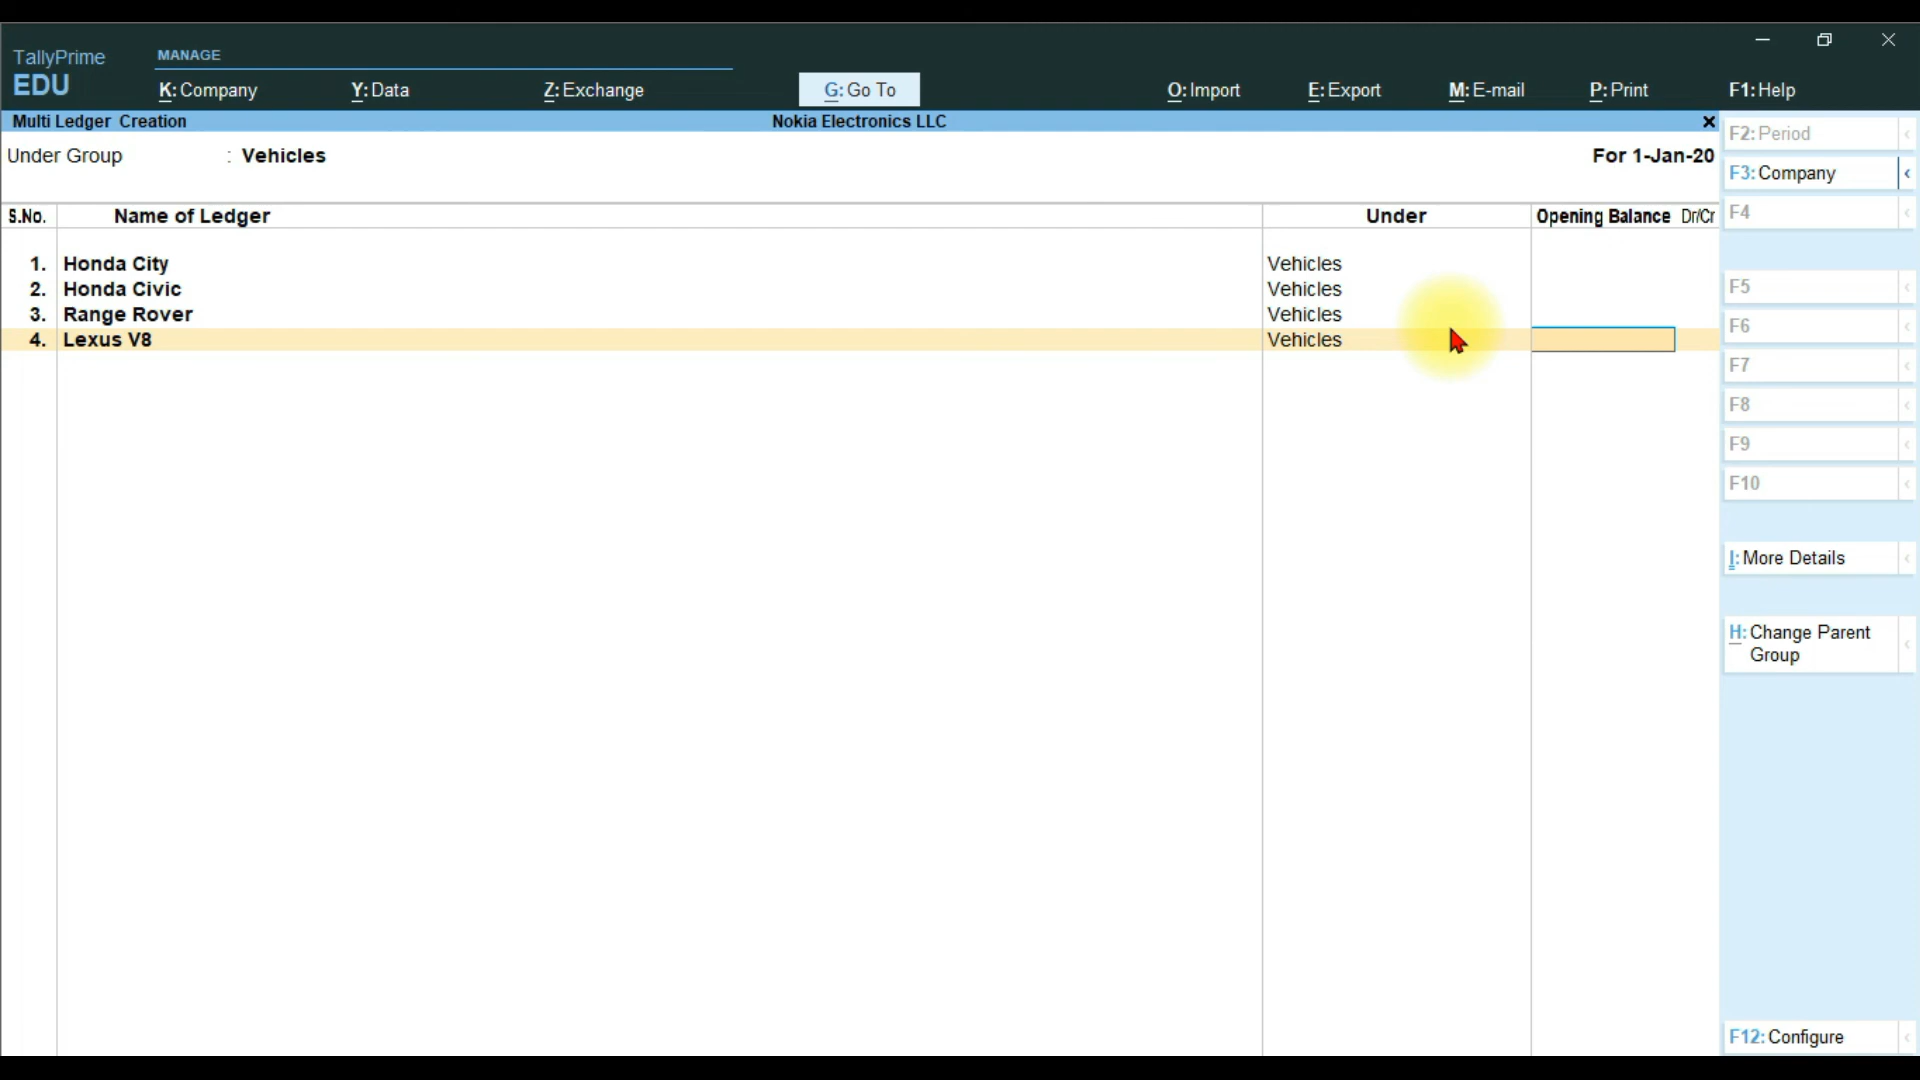 TallyPrime
EDU
MANAGE
K: Company
Y: Data
Z: Exchange
G: Go To
O: Import
E: Export
M: E-mail
P: Print
F1: Help
Multi Ledger Creation
Nokia Electronics LLC
Under Group : Vehicles
For 1-Jan-20
S.No. Name of Ledger Under Opening Balance Dr/Cr
1. Honda City Vehicles
2. Honda Civic Vehicles
3. Range Rover Vehicles
4. Lexus V8 Vehicles
F2: Period
F3: Company
F4
F5
F6
F7
F8
F9
F10
I: More Details
H: Change Parent
Group
F12: Configure